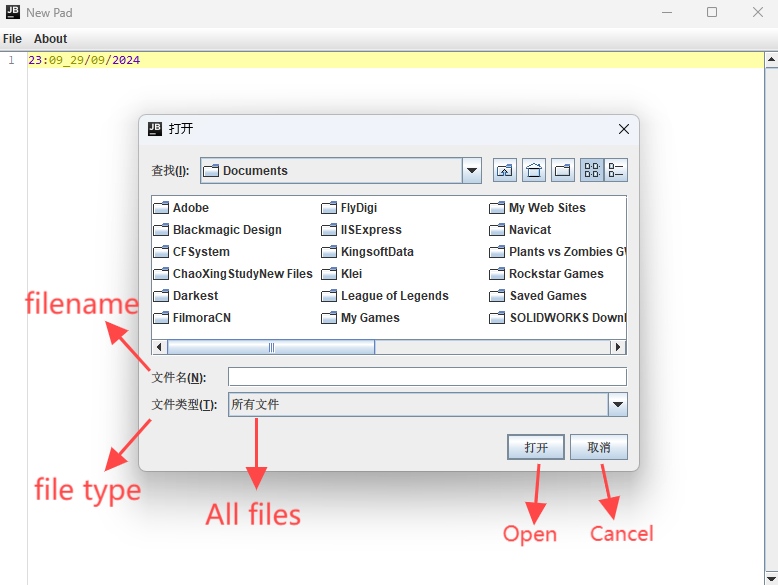 JB New Pad
File About
1 23:09_29/09/2024
JB 打开
查找(I): Documents
Adobe FlyDigi My Web Sites
Blackmagic Design IISExpress Navicat
CFSystem KingsoftData Plants vs Zombies GW
ChaoXingStudyNew Files Klei Rockstar Games
Darkest League of Legends Saved Games
FilmoraCN My Games SOLIDWORKS Downl
filename
文件名(N):
文件类型(T): 所有文件
打开 取消
file type
All files
Open Cancel